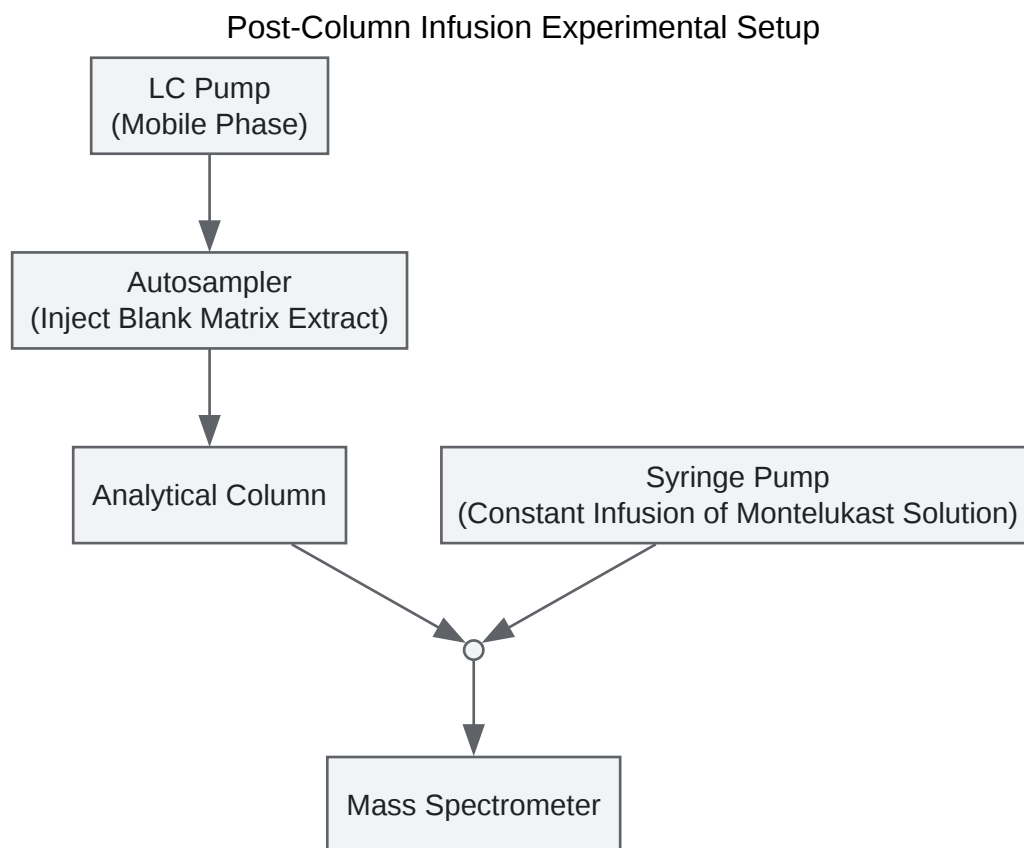 Post-Column Infusion Experimental Setup
LC Pump
(Mobile Phase)
Autosampler
(Inject Blank Matrix Extract)
Analytical Column
Syringe Pump
(Constant Infusion of Montelukast Solution)
Mass Spectrometer